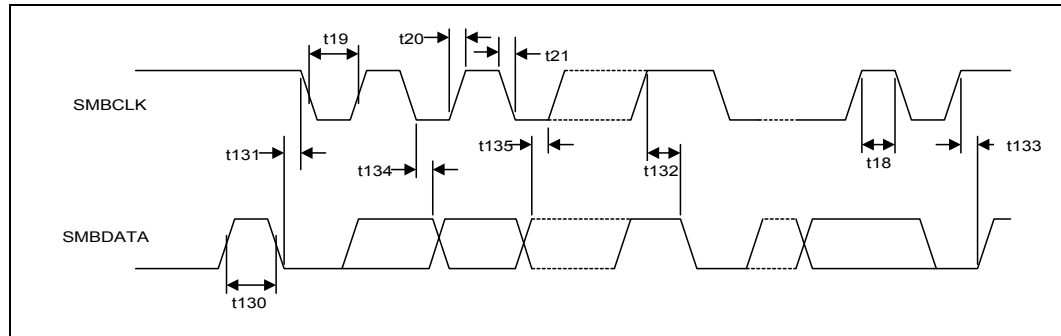 t19
t20
t21
SMBCLK
t131
t134
t135
t132
t18
t133
SMBDATA
t130